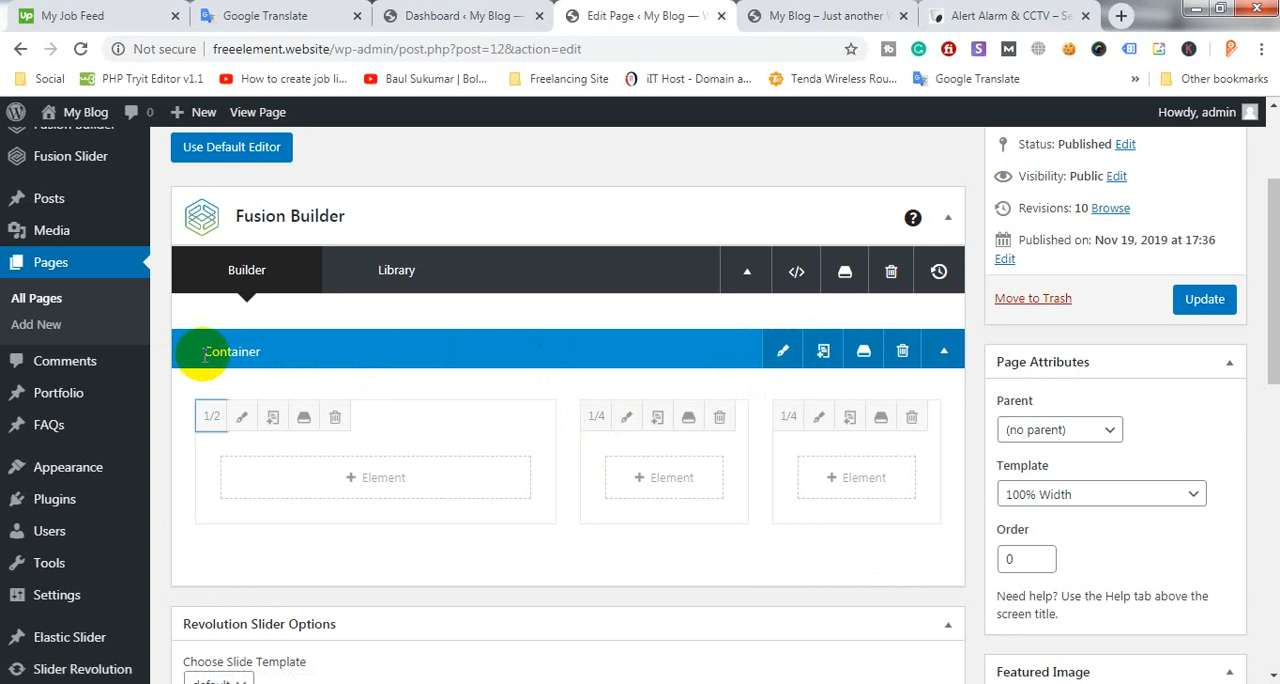 My Job Feed
Google Translate
Dashboard ‹ My Blog —
Edit Page ‹ My Blog — W
My Blog – Just another W
Alert Alarm & CCTV – Se
Not secure
freeelement.website/wp-admin/post.php?post=12&action=edit
Social
PHP Tryit Editor v1.1
How to create job li...
Baul Sukumar | Bol...
Freelancing Site
iIT Host - Domain a...
Tenda Wireless Rou...
Google Translate
»
Other bookmarks
My Blog
0
New
View Page
Howdy, admin
Fusion Builder
Fusion Slider
Posts
Media
Pages
All Pages
Add New
Comments
Portfolio
FAQs
Appearance
Plugins
Users
Tools
Settings
Elastic Slider
Slider Revolution
Use Default Editor
Fusion Builder
Builder
Library
Container
1/2
1/4
1/4
+ Element
+ Element
+ Element
Revolution Slider Options
Choose Slide Template
default
Status: Published Edit
Visibility: Public Edit
Revisions: 10 Browse
Published on: Nov 19, 2019 at 17:36
Edit
Move to Trash
Update
Page Attributes
Parent
(no parent)
Template
100% Width
Order
0
Need help? Use the Help tab above the
screen title.
Featured Image